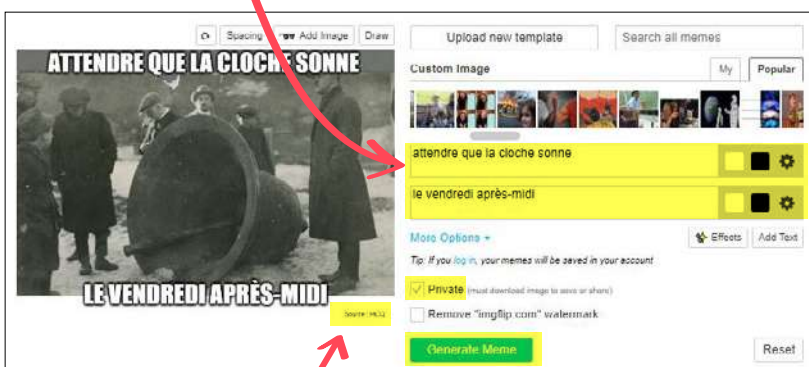 Spacing
Add Image
Draw
Upload new template
Search all memes
ATTENDRE QUE LA CLOCHE SONNE
Custom Image
My
Popular
attendre que la cloche sonne
le vendredi après-midi
More Options
Effects
Add Text
Tip: If you log in, your memes will be saved in your account
LE VENDREDI APRÈS-MIDI
Private (must download image to save or share)
Remove "imgflip.com" watermark
Generate Meme
Reset